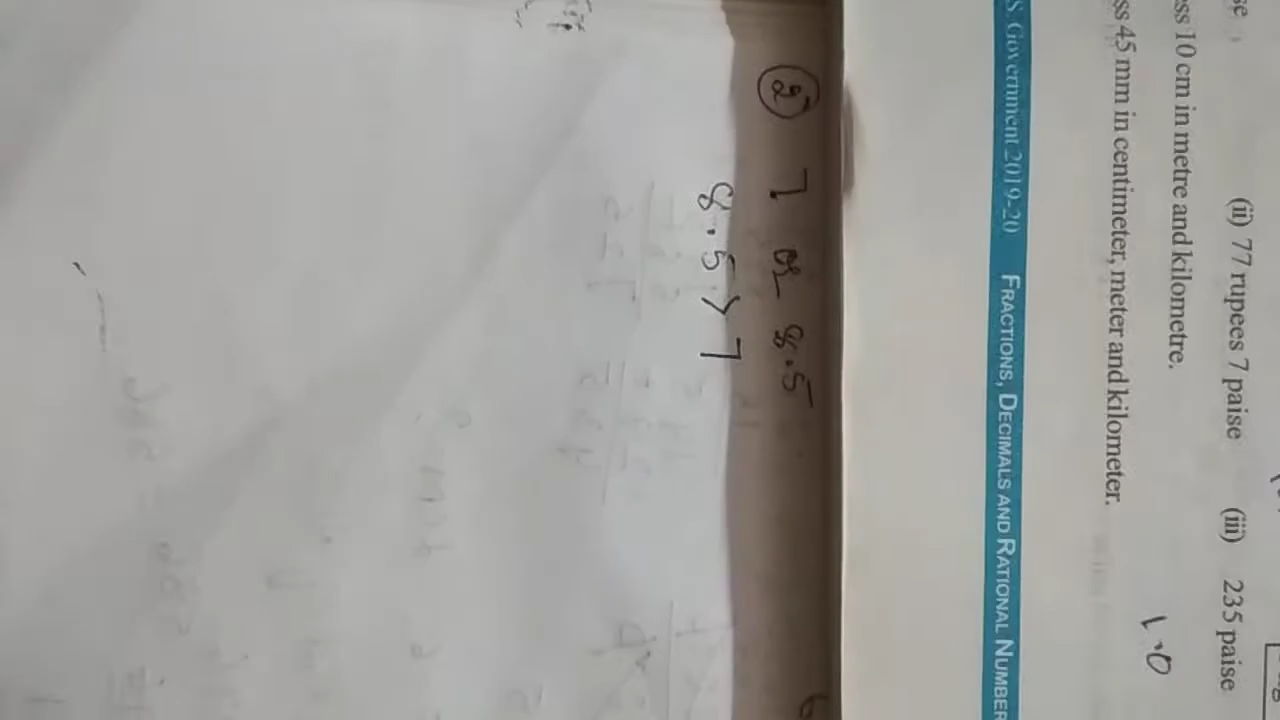 (ii) 77 rupees 7 paise (iii) 235 paise
ss 10 cm in metre and kilometre.
ss 45 mm in centimeter, meter and kilometer.
1.0
S. Government 2019-20 FRACTIONS, DECIMALS AND RATIONAL NUMBER
② 7 or 8.5
8.5 > 7